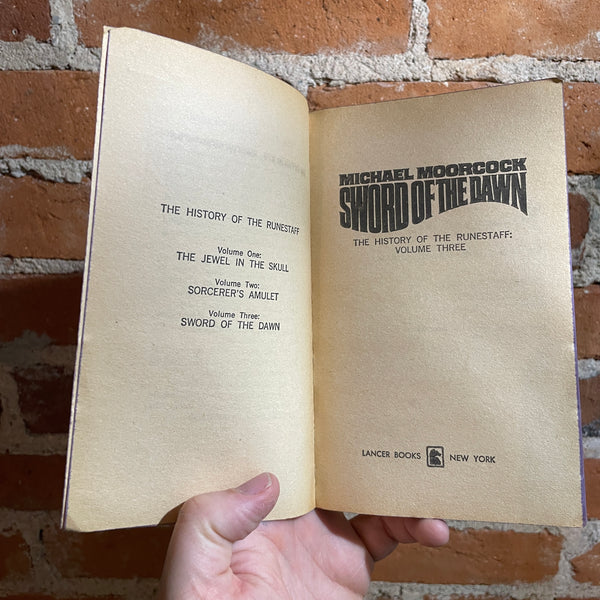 THE HISTORY OF THE RUNESTAFF
Volume One:
THE JEWEL IN THE SKULL
Volume Two:
SORCERER'S AMULET
Volume Three:
SWORD OF THE DAWN
MICHAEL MOORCOCK
SWORD OF THE DAWN
THE HISTORY OF THE RUNESTAFF:
VOLUME THREE
LANCER BOOKS NEW YORK